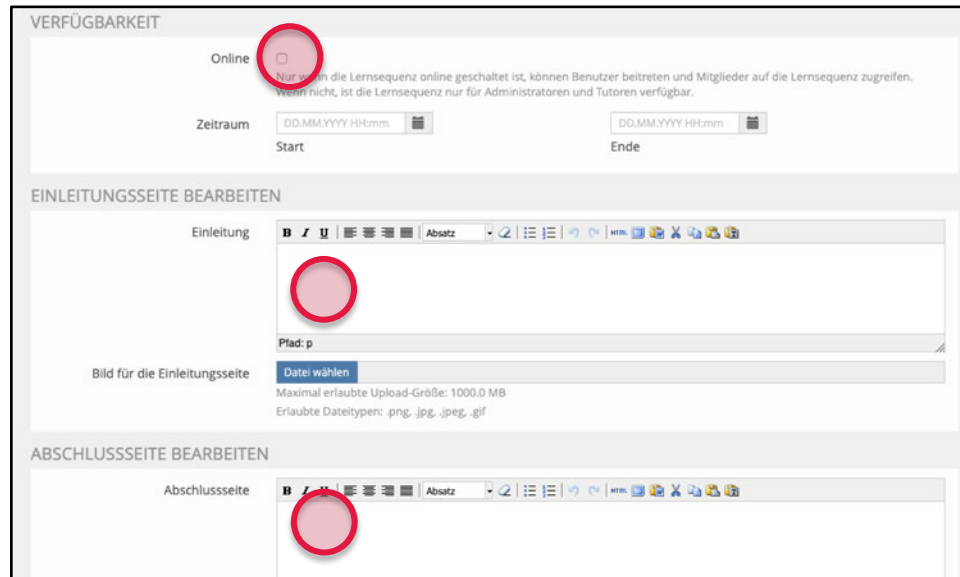 VERFÜGBARKEIT
Online
Nur wenn die Lernsequenz online geschaltet ist, können Benutzer beitreten und Mitglieder auf die Lernsequenz zugreifen.
Wenn nicht, ist die Lernsequenz nur für Administratoren und Tutoren verfügbar.
Zeitraum DD.MM.YYYY HH:mm DD.MM.YYYY HH:mm
Start Ende
EINLEITUNGSSEITE BEARBEITEN
Einleitung B I U Absatz HTML
Pfad: p
Bild für die Einleitungsseite Datei wählen
Maximal erlaubte Upload-Größe: 1000.0 MB
Erlaubte Dateitypen: .png, .jpg, .jpeg, .gif
ABSCHLUSSSEITE BEARBEITEN
Abschlussseite B I U Absatz HTML